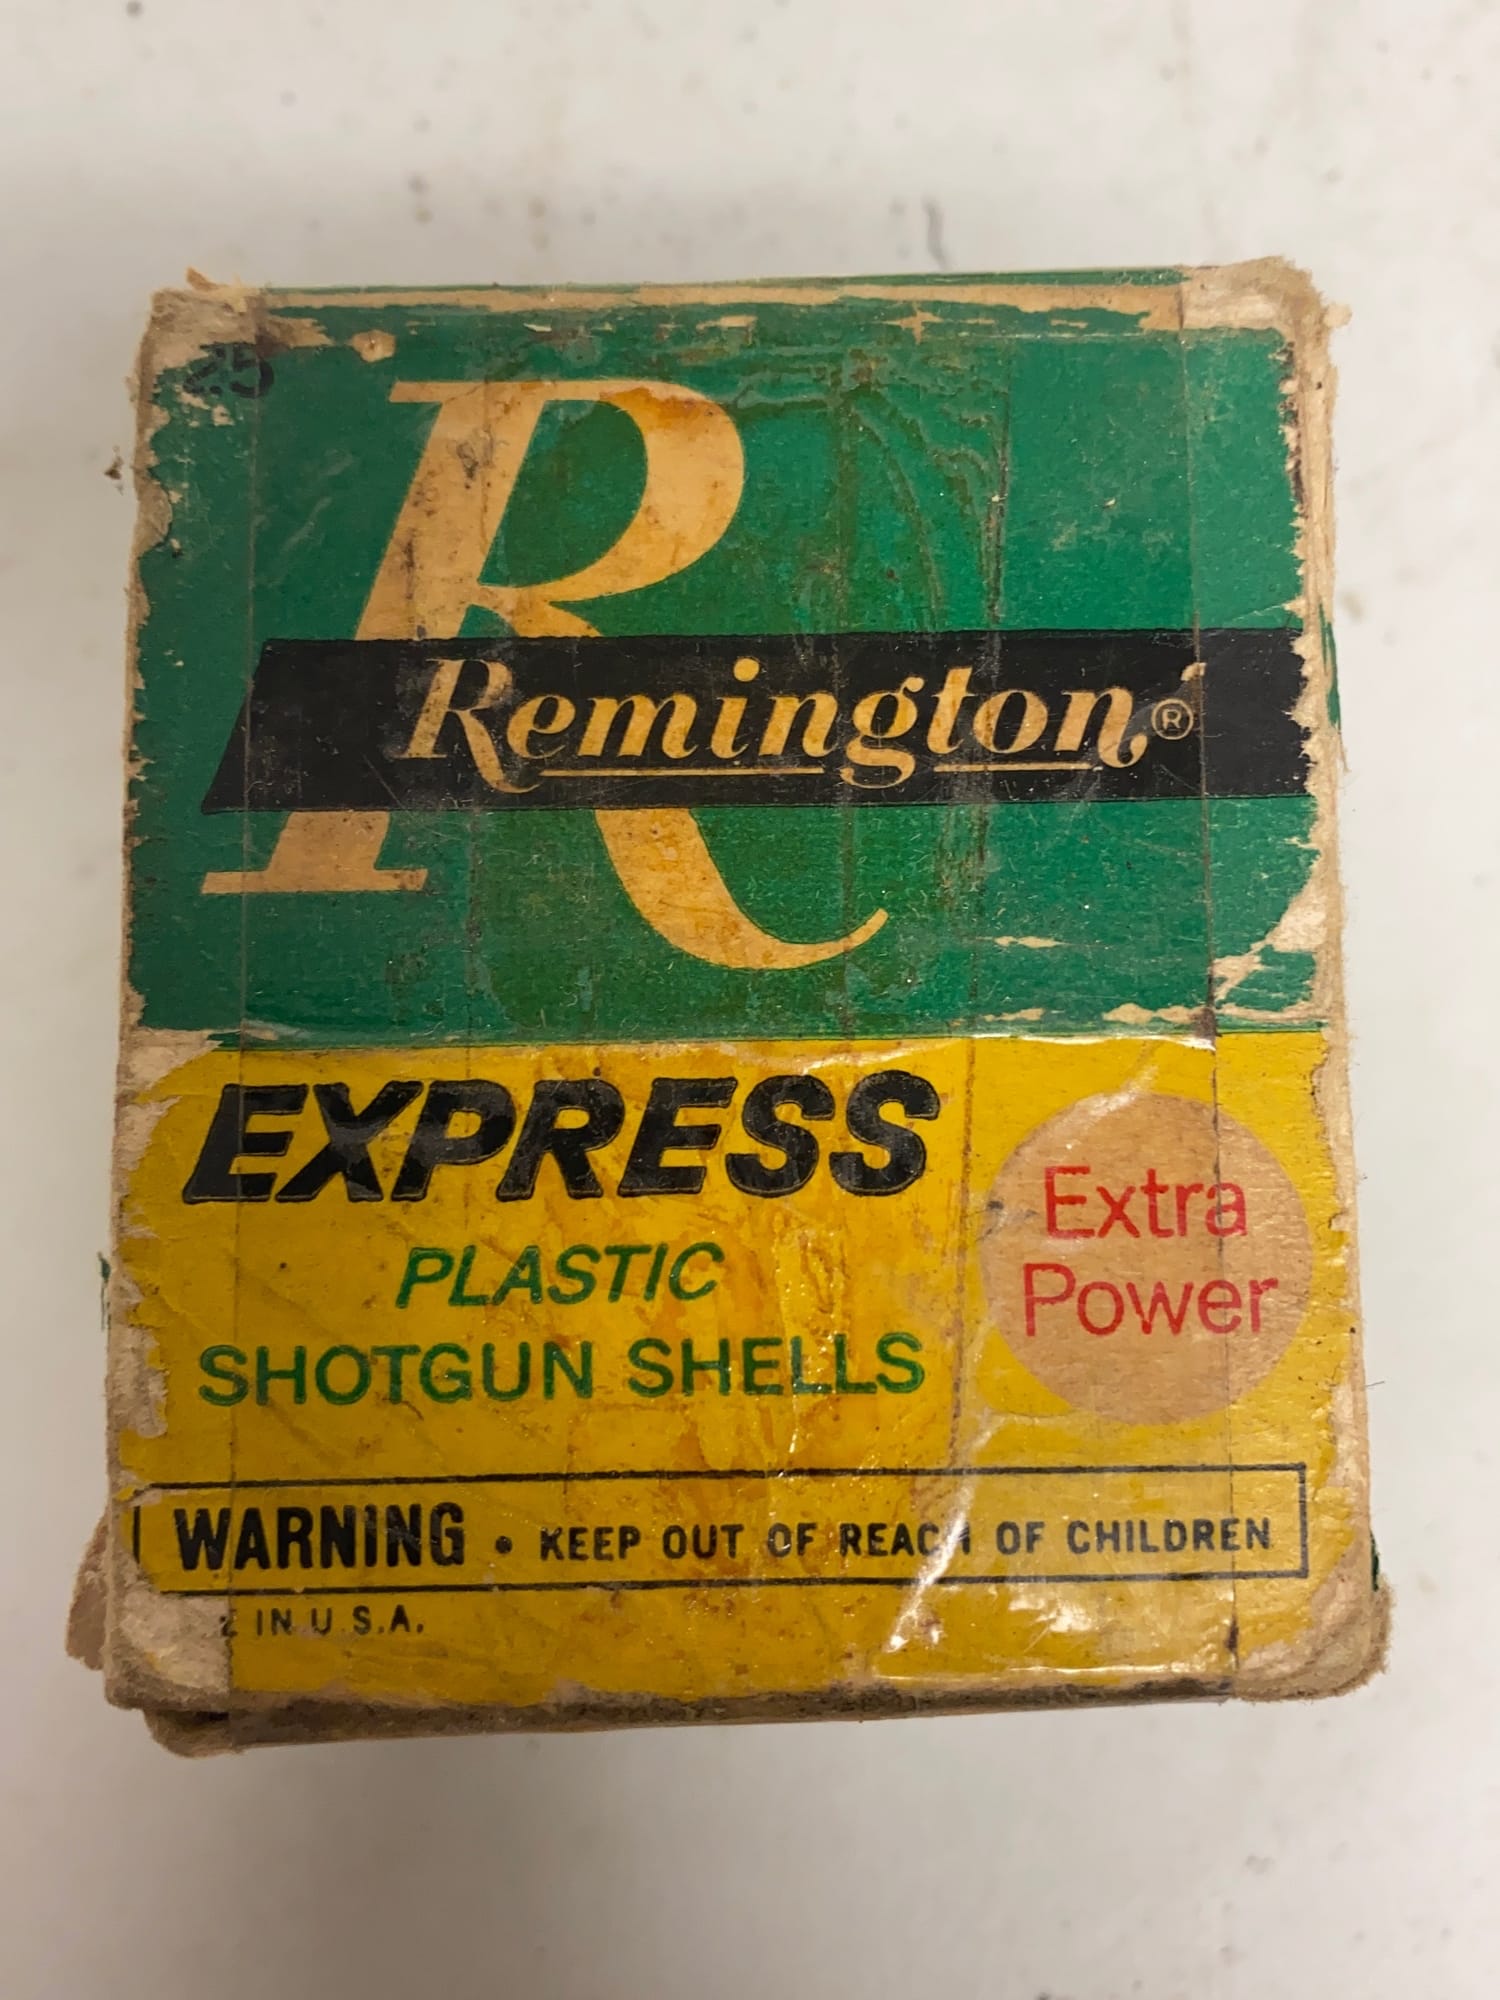 25
R
Remington®
EXPRESS
Extra
Power
PLASTIC
SHOTGUN SHELLS
WARNING • KEEP OUT OF REACH OF CHILDREN
IN U.S.A.